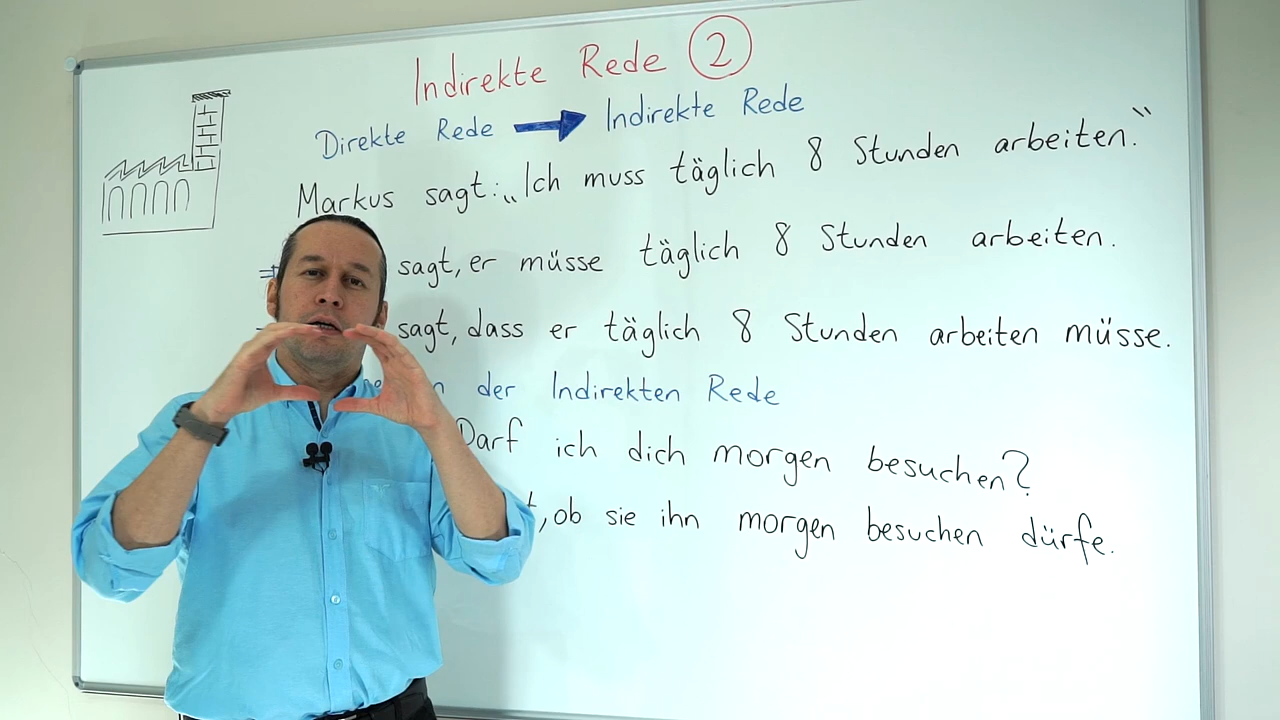 Indirekte Rede 2
Direkte Rede → Indirekte Rede
Markus sagt: „Ich muss täglich 8 Stunden arbeiten.“
sagt, er müsse täglich 8 Stunden arbeiten.
sagt, dass er täglich 8 Stunden arbeiten müsse.
der Indirekten Rede
Darf ich dich morgen besuchen?
, ob sie ihn morgen besuchen dürfe.